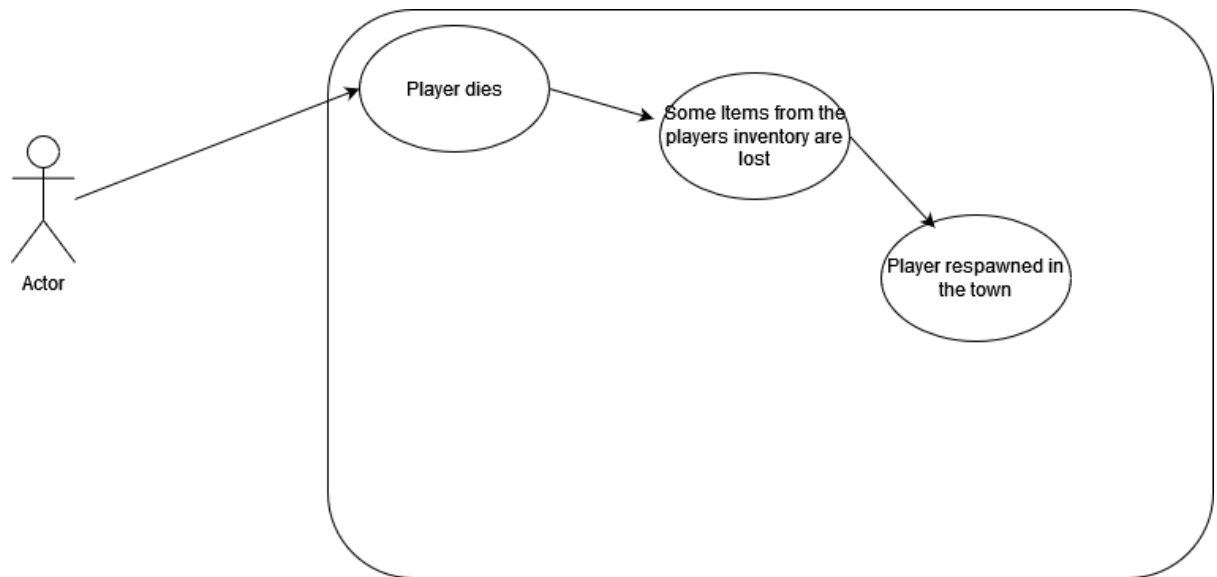 Player dies
Some Items from the
players inventory are
lost
Player respawned in
the town
Actor